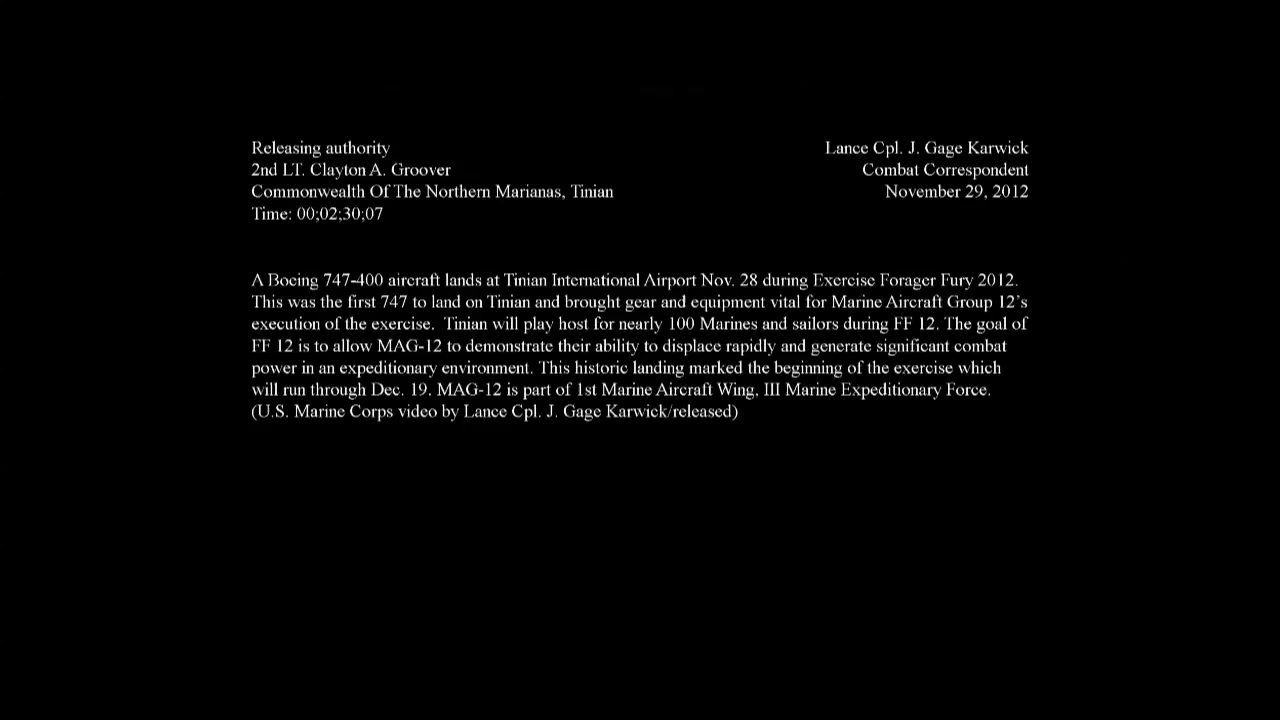 Releasing authority
2nd LT. Clayton A. Groover
Commonwealth Of The Northern Marianas, Tinian
Time: 00;02;30;07
Lance Cpl. J. Gage Karwick
Combat Correspondent
November 29, 2012
A Boeing 747-400 aircraft lands at Tinian International Airport Nov. 28 during Exercise Forager Fury 2012.
This was the first 747 to land on Tinian and brought gear and equipment vital for Marine Aircraft Group 12's
execution of the exercise.  Tinian will play host for nearly 100 Marines and sailors during FF 12. The goal of
FF 12 is to allow MAG-12 to demonstrate their ability to displace rapidly and generate significant combat
power in an expeditionary environment. This historic landing marked the beginning of the exercise which
will run through Dec. 19. MAG-12 is part of 1st Marine Aircraft Wing, III Marine Expeditionary Force.
(U.S. Marine Corps video by Lance Cpl. J. Gage Karwick/released)